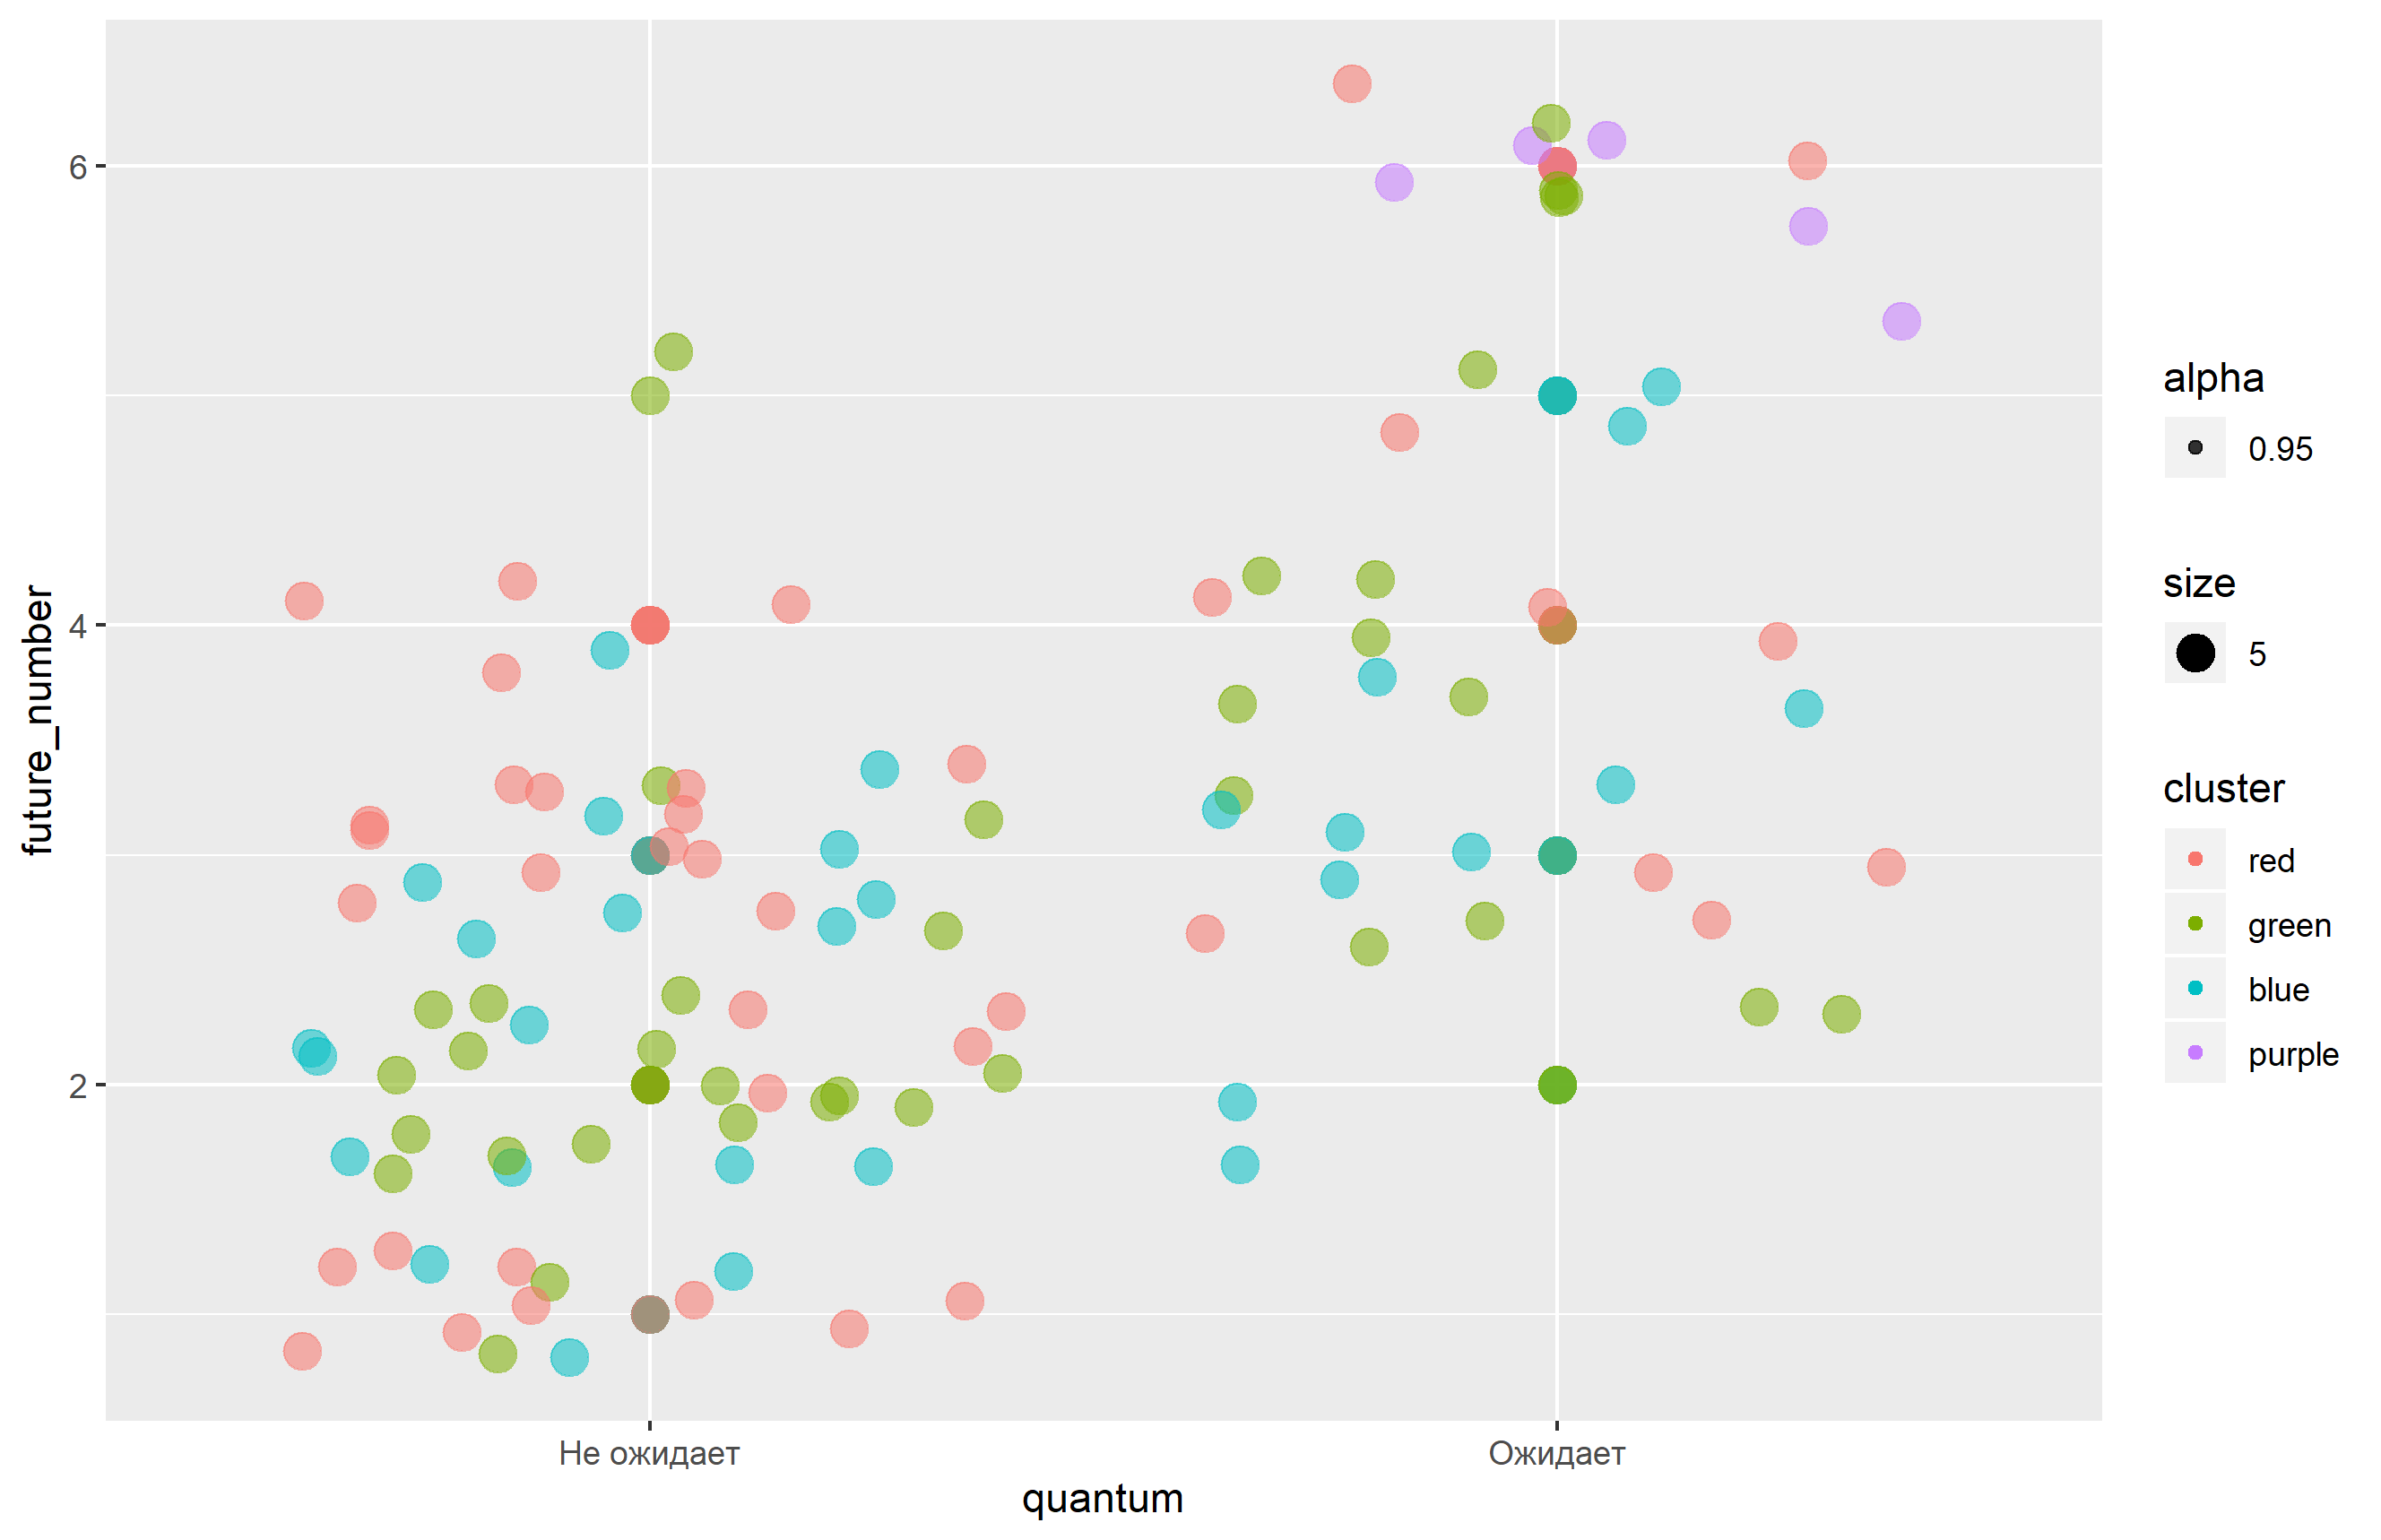 future_number
6
4
2
Не ожидает
Ожидает
quantum
alpha
0.95
size
5
cluster
red
green
blue
purple